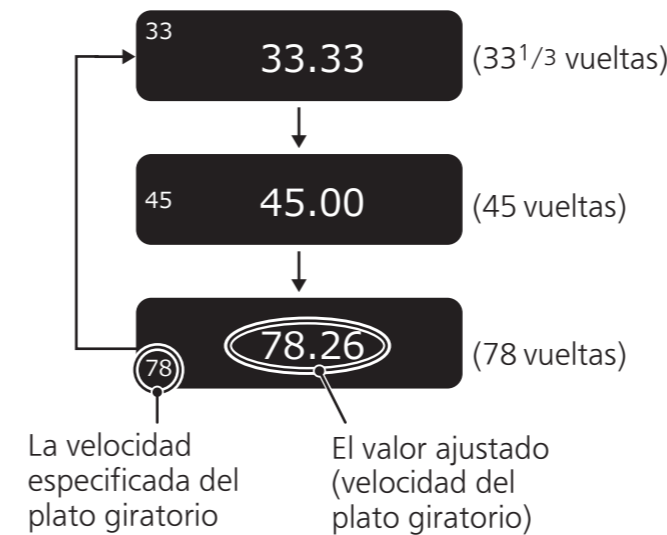 33
33.33 (33 1/3 vueltas)
45 45.00 (45 vueltas)
78.26 (78 vueltas)
78
La velocidad
especificada del
plato giratorio
El valor ajustado
(velocidad del
plato giratorio)